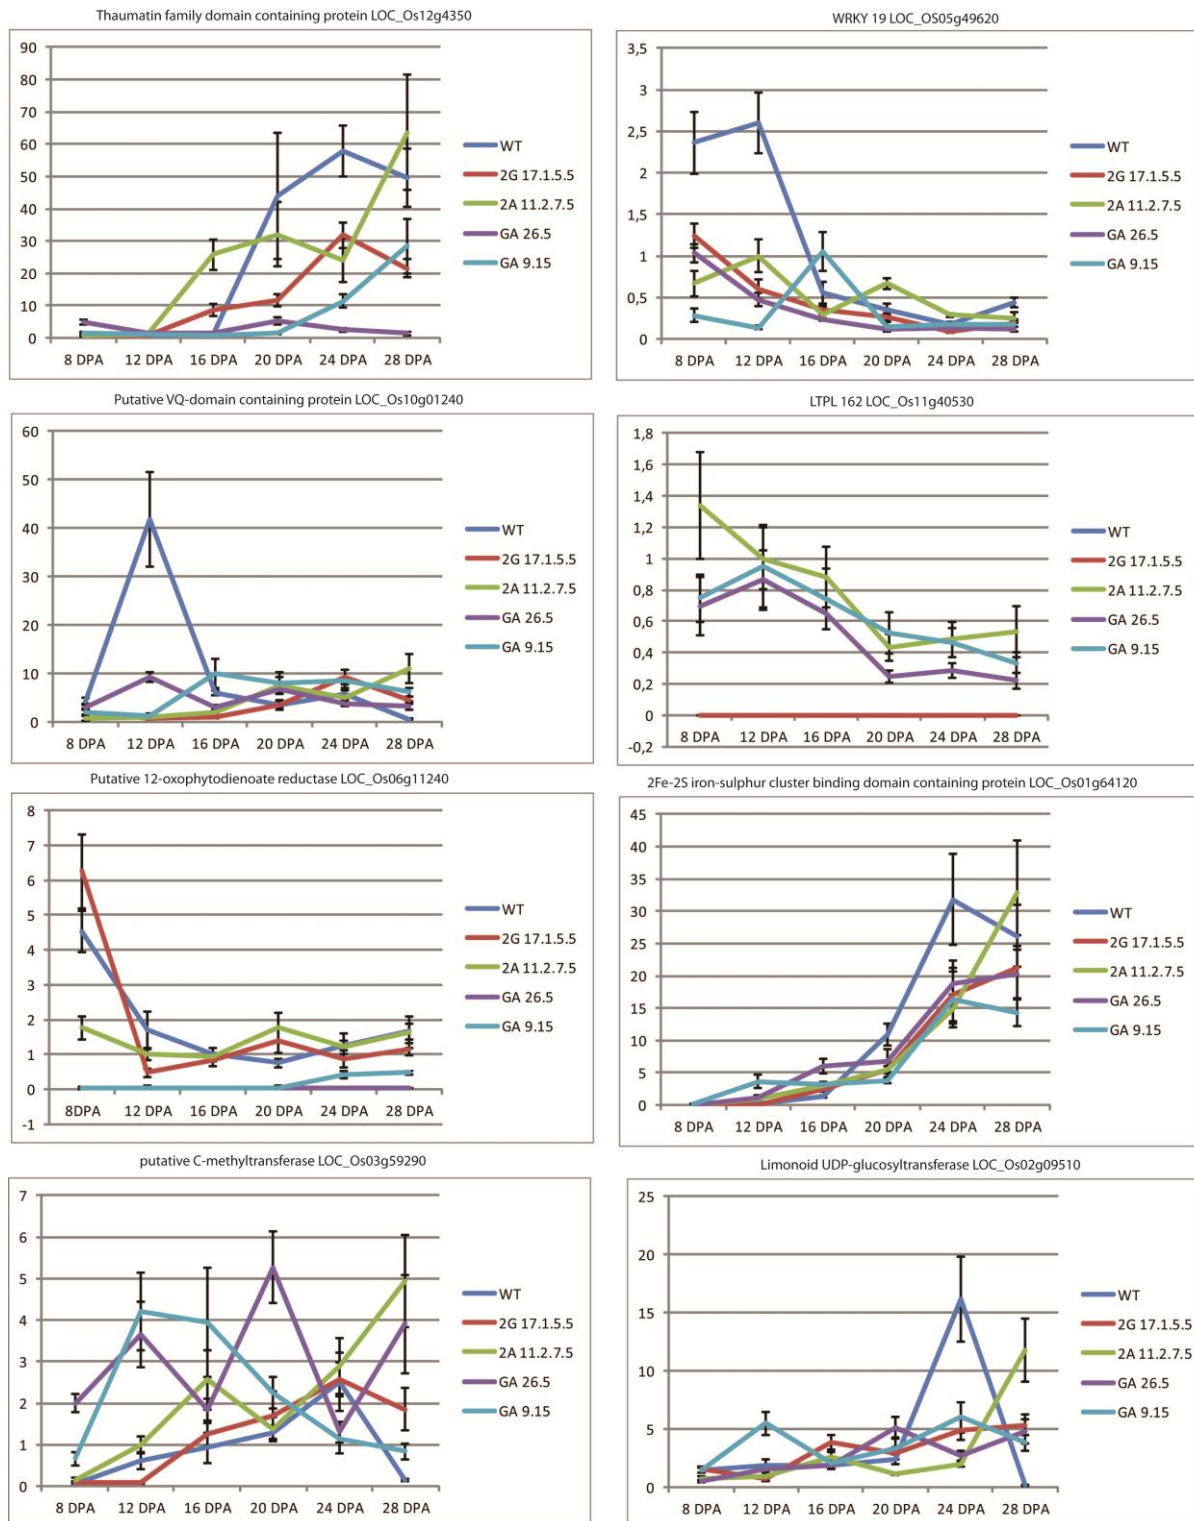 Thaumatin family domain containing protein LOC_Os12g4350
90
80
70
60
50
40
30
20
10
0
8 DPA 12 DPA 16 DPA 20 DPA 24 DPA 28 DPA
WT
2G 17.1.5.5
2A 11.2.7.5
GA 26.5
GA 9.15
WRKY 19 LOC_OS05g49620
3,5
3
2,5
2
1,5
1
0,5
0
8 DPA 12 DPA 16 DPA 20 DPA 24 DPA 28 DPA
WT
2G 17.1.5.5
2A 11.2.7.5
GA 26.5
GA 9.15
Putative VQ-domain containing protein LOC_Os10g01240
60
50
40
30
20
10
0
8 DPA 12 DPA 16 DPA 20 DPA 24 DPA 28 DPA
WT
2G 17.1.5.5
2A 11.2.7.5
GA 26.5
GA 9.15
LTPL 162 LOC_Os11g40530
1,8
1,6
1,4
1,2
1
0,8
0,6
0,4
0,2
0
-0,2
8 DPA 12 DPA 16 DPA 20 DPA 24 DPA 28 DPA
WT
2G 17.1.5.5
2A 11.2.7.5
GA 26.5
GA 9.15
Putative 12-oxophytodienoate reductase LOC_Os06g11240
8
7
6
5
4
3
2
1
0
-1
8DPA 12 DPA 16 DPA 20 DPA 24 DPA 28 DPA
WT
2G 17.1.5.5
2A 11.2.7.5
GA 26.5
GA 9.15
2Fe-2S iron-sulphur cluster binding domain containing protein LOC_Os01g64120
45
40
35
30
25
20
15
10
5
0
8 DPA 12 DPA 16 DPA 20 DPA 24 DPA 28 DPA
WT
2G 17.1.5.5
2A 11.2.7.5
GA 26.5
GA 9.15
putative C-methyltransferase LOC_Os03g59290
7
6
5
4
3
2
1
0
8 DPA 12 DPA 16 DPA 20 DPA 24 DPA 28 DPA
WT
2G 17.1.5.5
2A 11.2.7.5
GA 26.5
GA 9.15
Limonoid UDP-glucosyltransferase LOC_Os02g09510
25
20
15
10
5
0
8 DPA 12 DPA 16 DPA 20 DPA 24 DPA 28 DPA
WT
2G 17.1.5.5
2A 11.2.7.5
GA 26.5
GA 9.15